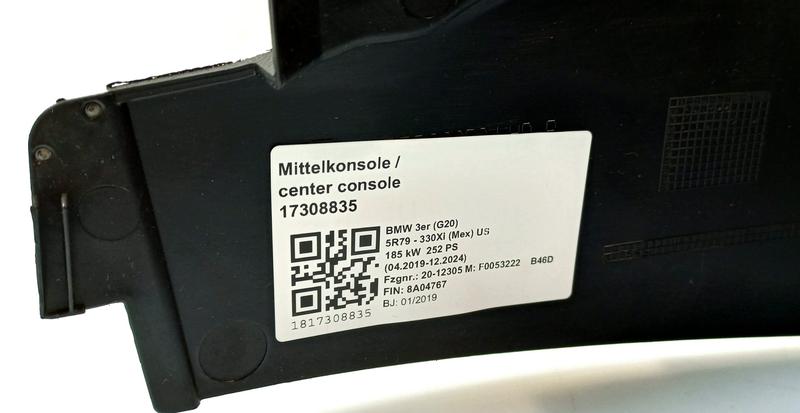 Mittelkonsole /
center console
17308835
BMW 3er (G20)
5R79 - 330Xi (Mex) US
185 kW 252 PS
(04.2019-12.2024)
Fzgnr.: 20-12305 M: F0053222 B46D
FIN: 8A04767
BJ: 01/2019
1817308835